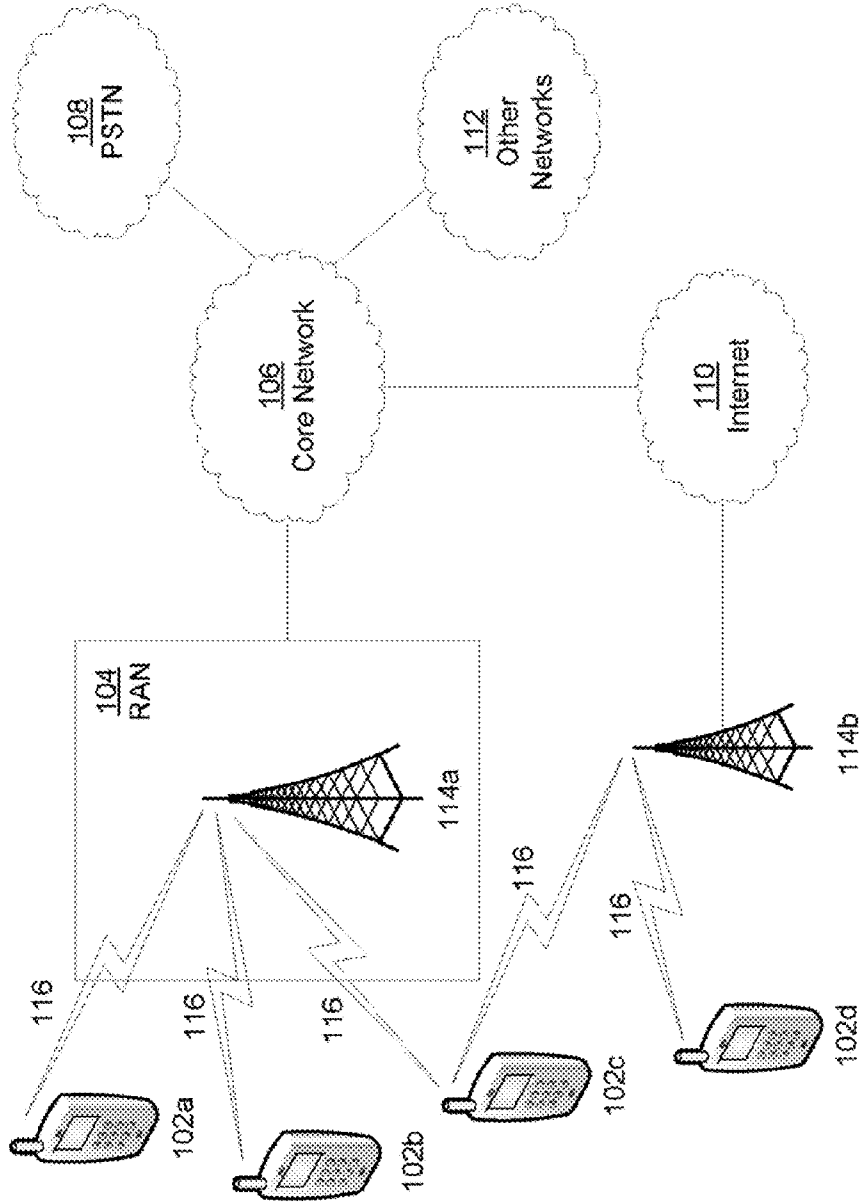 102a
116
102b
116
116
102c
116
102d
116
104
RAN
114a
114b
106
Core Network
108
PSTN
112
Other
Networks
110
Internet